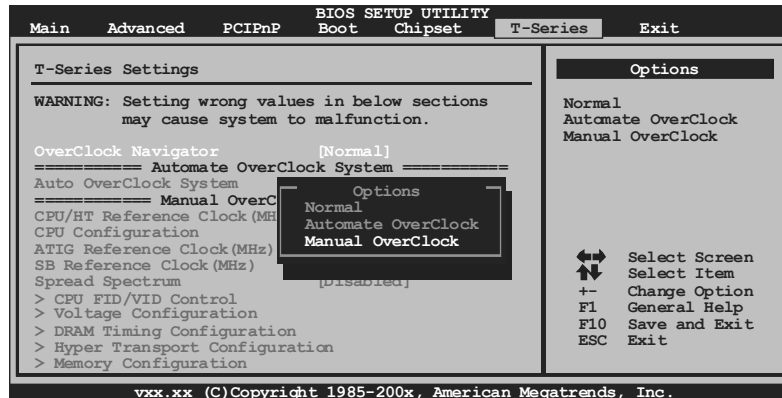 BIOS SETUP UTILITY
Main Advanced PCIPnP Boot Chipset T-Series Exit
T-Series Settings
WARNING: Setting wrong values in below sections
may cause system to malfunction.
OverClock Navigator [Normal]
=========== Automate OverClock System ===========
Auto OverClock System
============ Manual OverC
CPU/HT Reference Clock(MH
CPU Configuration
ATIG Reference Clock(MHz)
SB Reference Clock(MHz)
Spread Spectrum [Disabled]
> CPU FID/VID Control
> Voltage Configuration
> DRAM Timing Configuration
> Hyper Transport Configuration
> Memory Configuration
Options
Normal
Automate OverClock
Manual OverClock
Options
Normal
Automate OverClock
Manual OverClock
Select Screen
Select Item
+- Change Option
F1 General Help
F10 Save and Exit
ESC Exit
vxx.xx (C)Copyright 1985-200x, American Megatrends, Inc.